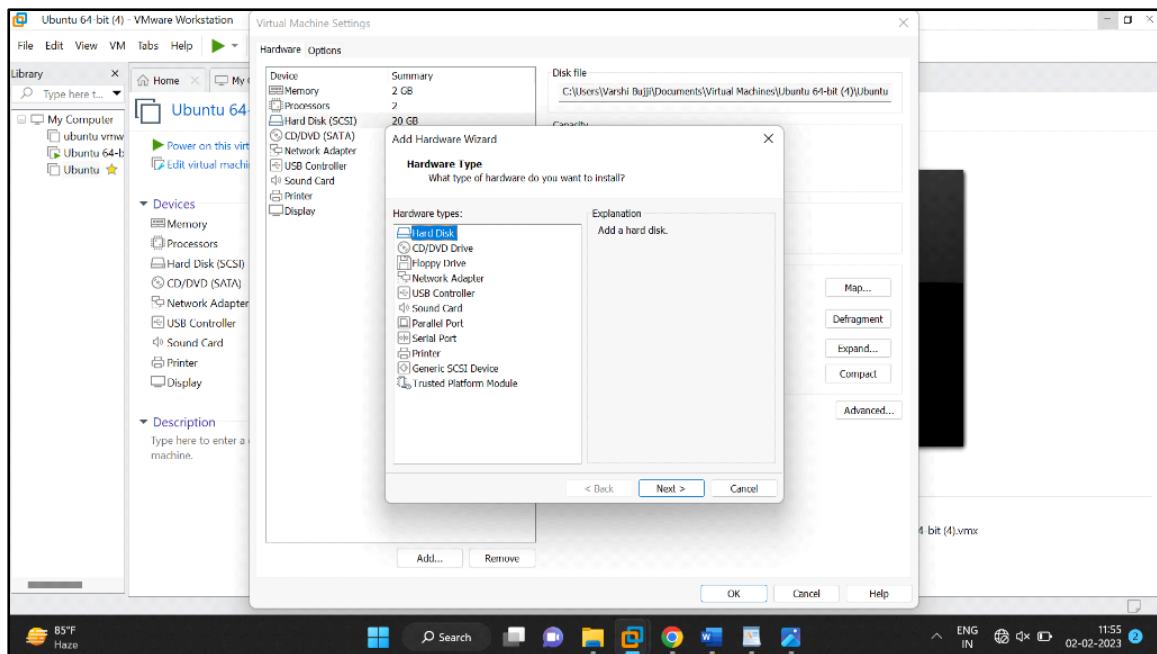 Ubuntu 64-bit (4) - VMware Workstation
File Edit View VM Tabs Help
Library
Type here t...
My Computer
ubuntu vmw
Ubuntu 64-b
Ubuntu
Home
My
Ubuntu 64-
Power on this virt
Edit virtual machi
Devices
Memory
Processors
Hard Disk (SCSI)
CD/DVD (SATA)
Network Adapter
USB Controller
Sound Card
Printer
Display
Description
Type here to enter a
machine.
Virtual Machine Settings
Hardware Options
Device Summary
Memory 2 GB
Processors 2
Hard Disk (SCSI) 20 GB
CD/DVD (SATA)
Network Adapter
USB Controller
Sound Card
Printer
Display
Add... Remove
Disk file
C:\Users\Varshi Bujji\Documents\Virtual Machines\Ubuntu 64-bit (4)\Ubuntu
Capacity
Map...
Defragment
Expand...
Compact
Advanced...
OK Cancel Help
Add Hardware Wizard
Hardware Type
What type of hardware do you want to install?
Hardware types:
Hard Disk
CD/DVD Drive
Floppy Drive
Network Adapter
USB Controller
Sound Card
Parallel Port
Serial Port
Printer
Generic SCSI Device
Trusted Platform Module
Explanation
Add a hard disk.
< Back Next > Cancel
4-bit (4).vmx
85°F
Haze
Search
ENG
IN
11:55
02-02-2023
2